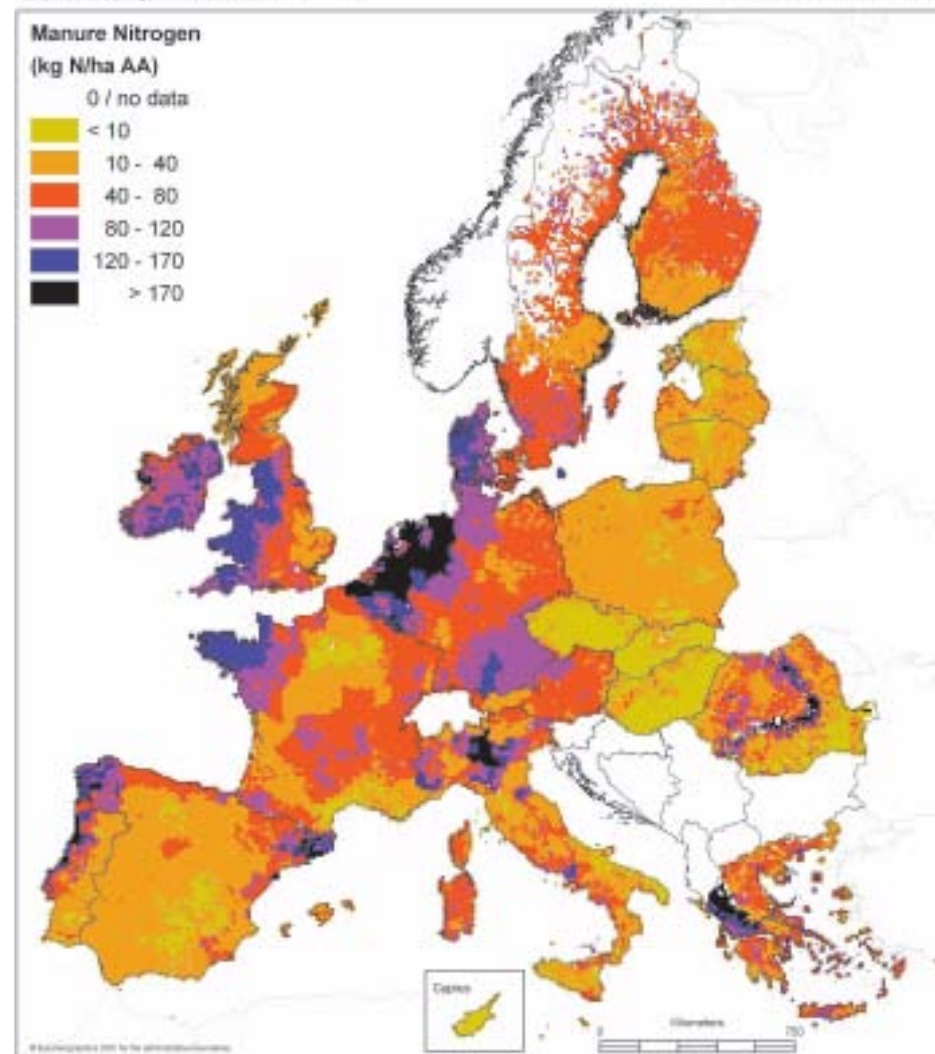 Manure Nitrogen
(kg N/ha AA)
0 / no data
< 10
10 - 40
40 - 80
80 - 120
120 - 170
> 170
Cyprus
Kilometers
0 750